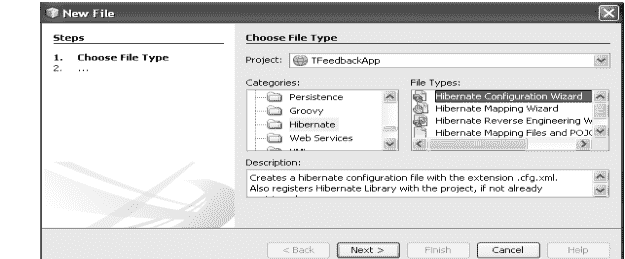 New File
Steps
1. Choose File Type
2. ...
Choose File Type
Project: TFeedbackApp
Categories:
Persistence
Groovy
Hibernate
Web Services
File Types:
Hibernate Configuration Wizard
Hibernate Mapping Wizard
Hibernate Reverse Engineering W
Hibernate Mapping Files and POJO
Description:
Creates a hibernate configuration file with the extension .cfg.xml.
Also registers Hibernate Library with the project, if not already
< Back Next > Finish Cancel Help